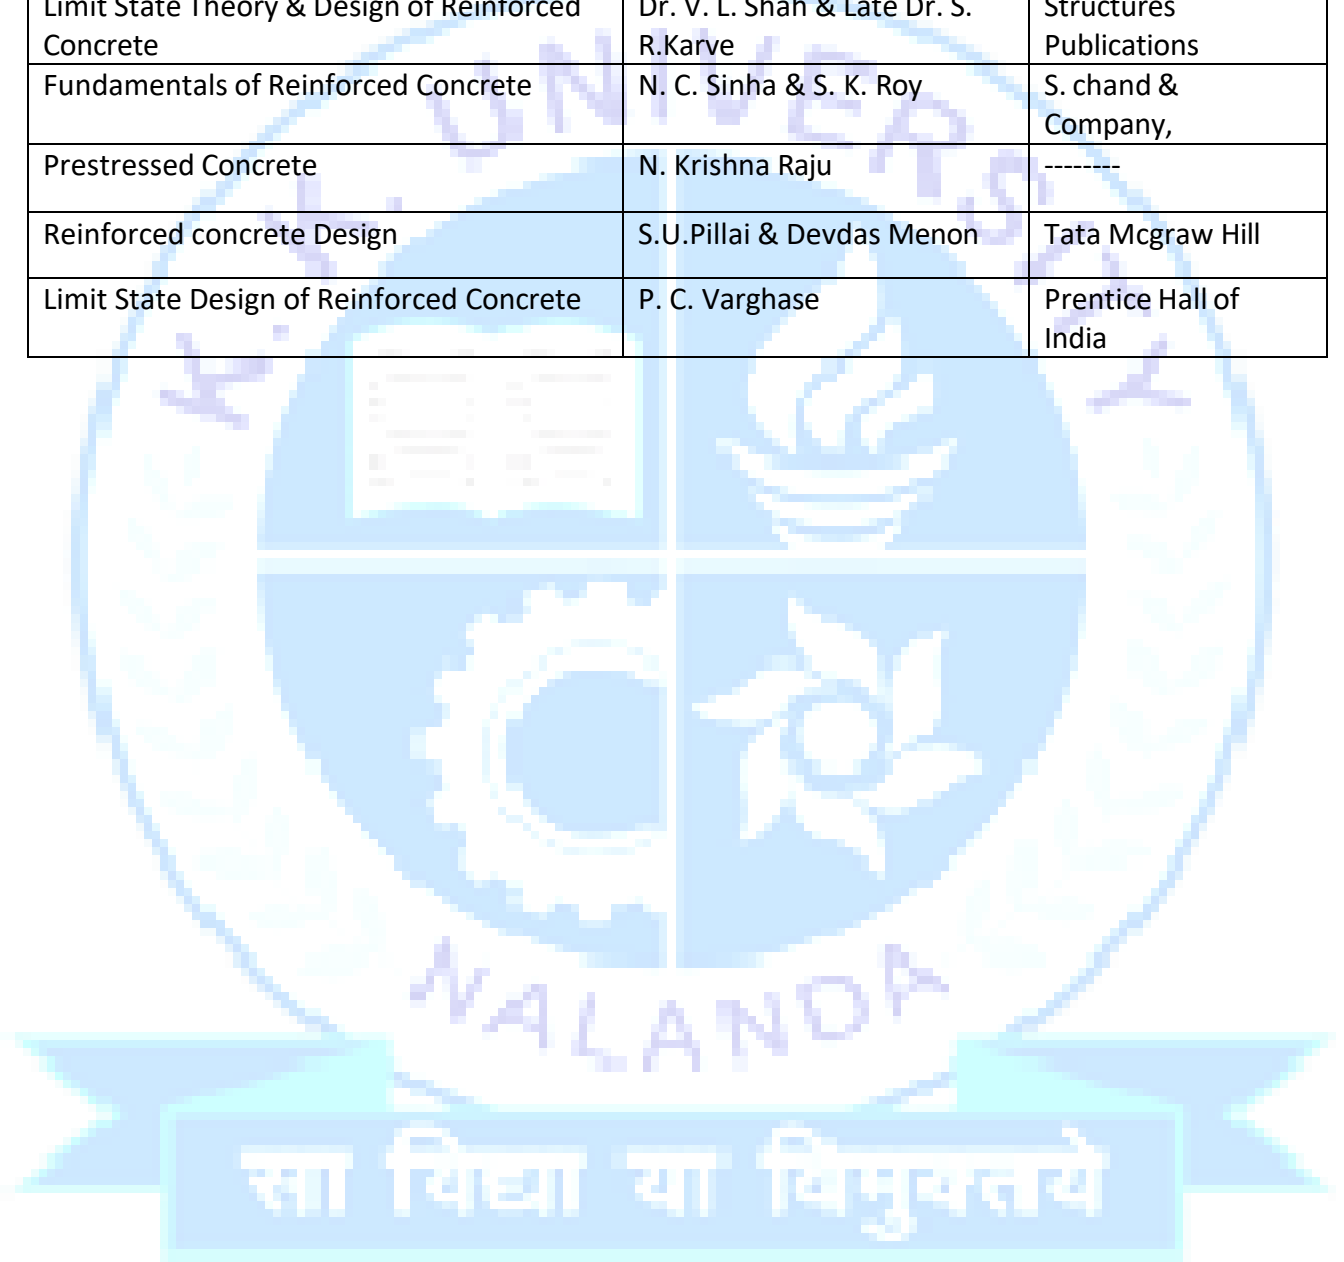 Limit State Theory & Design of Reinforced Dr. V. L. Shah & Late Dr. S. Structures
Concrete R.Karve Publications
Fundamentals of Reinforced Concrete N. C. Sinha & S. K. Roy S. chand &
Company,
Prestressed Concrete N. Krishna Raju --------
Reinforced concrete Design S.U.Pillai & Devdas Menon Tata Mcgraw Hill
Limit State Design of Reinforced Concrete P. C. Varghase Prentice Hall of
India
K. K. UNIVERSITY
NALANDA
सा विद्या या विमुक्तये